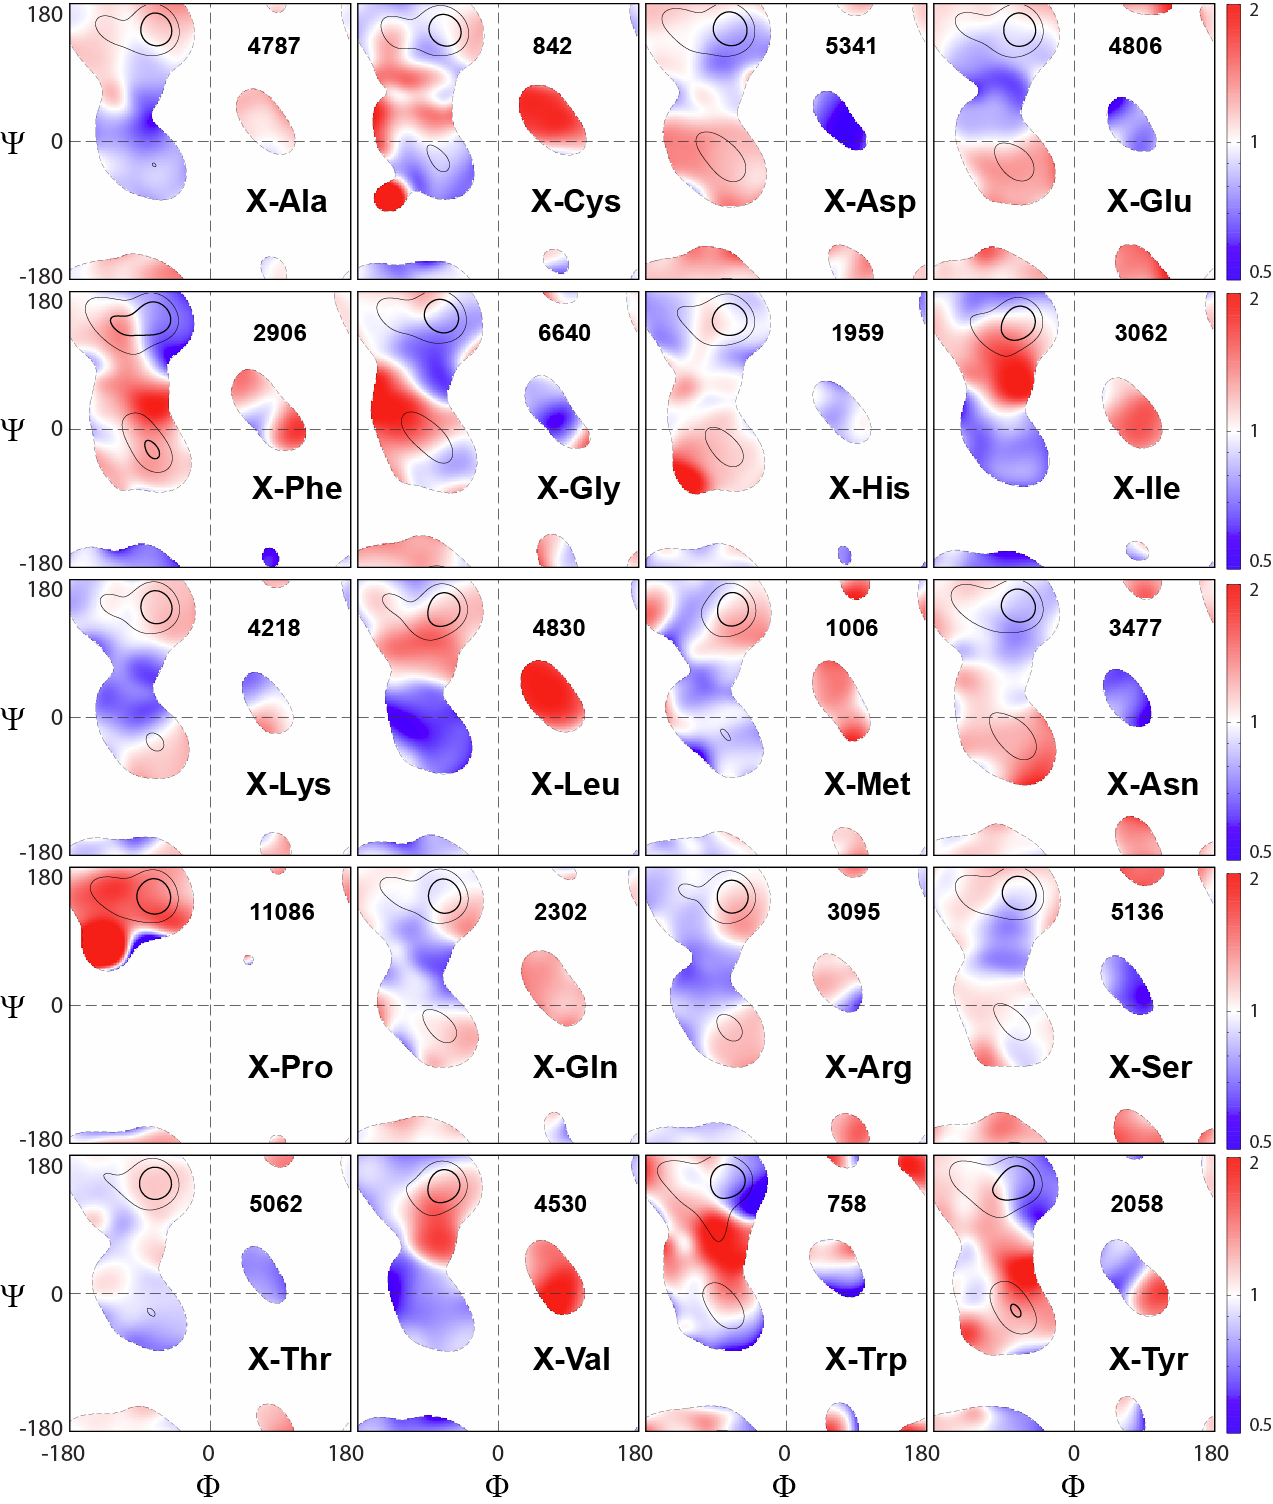 180 4787 842 5341 4806 2
Ψ 0 1
X-Ala X-Cys X-Asp X-Glu
-180 0.5
180 2906 6640 1959 3062 2
Ψ 0 1
X-Phe X-Gly X-His X-Ile
-180 0.5
180 4218 4830 1006 3477 2
Ψ 0 1
X-Lys X-Leu X-Met X-Asn
-180 0.5
180 11086 2302 3095 5136 2
Ψ 0 1
X-Pro X-Gln X-Arg X-Ser
-180 0.5
180 5062 4530 758 2058 2
Ψ 0 1
X-Thr X-Val X-Trp X-Tyr
-180 0.5
-180 0 180 0 180 0 180 0 180
Φ Φ Φ Φ